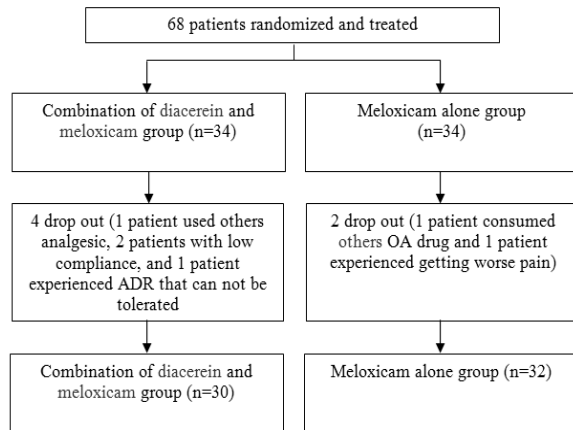 68 patients randomized and treated
Combination of diacerein and
meloxicam group (n=34)
Meloxicam alone group
(n=34)
4 drop out (1 patient used others
analgesic, 2 patients with low
compliance, and 1 patient
experienced ADR that can not be
tolerated
2 drop out (1 patient consumed
others OA drug and 1 patient
experienced getting worse pain)
Combination of diacerein and
meloxicam group (n=30)
Meloxicam alone group (n=32)